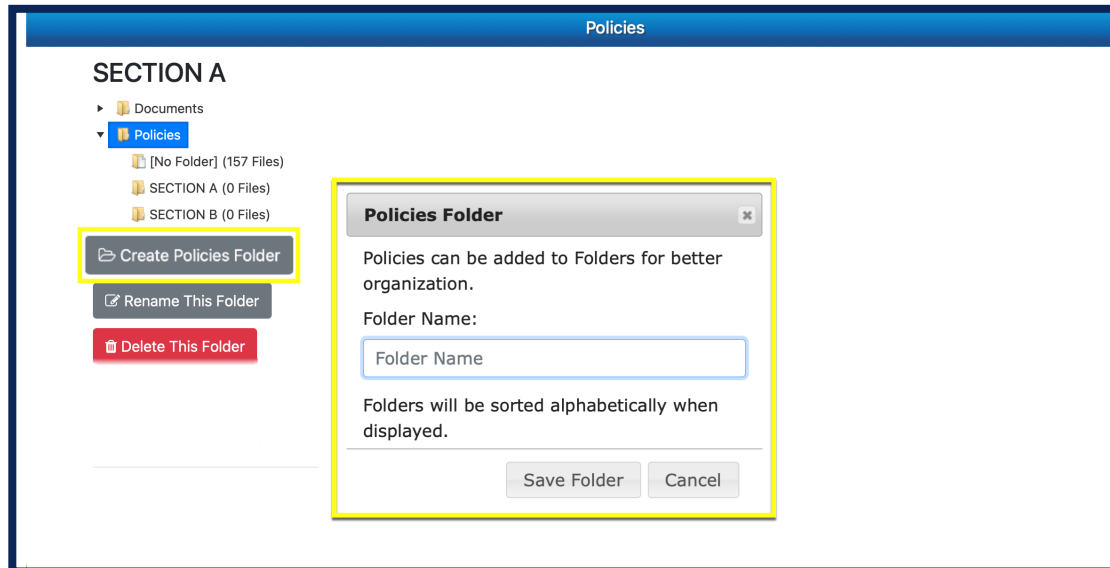 Policies
SECTION A
Documents
Policies
[No Folder] (157 Files)
SECTION A (0 Files)
SECTION B (0 Files)
Create Policies Folder
Rename This Folder
Delete This Folder
Policies Folder
Policies can be added to Folders for better
organization.
Folder Name:
Folder Name
Folders will be sorted alphabetically when
displayed.
Save Folder
Cancel